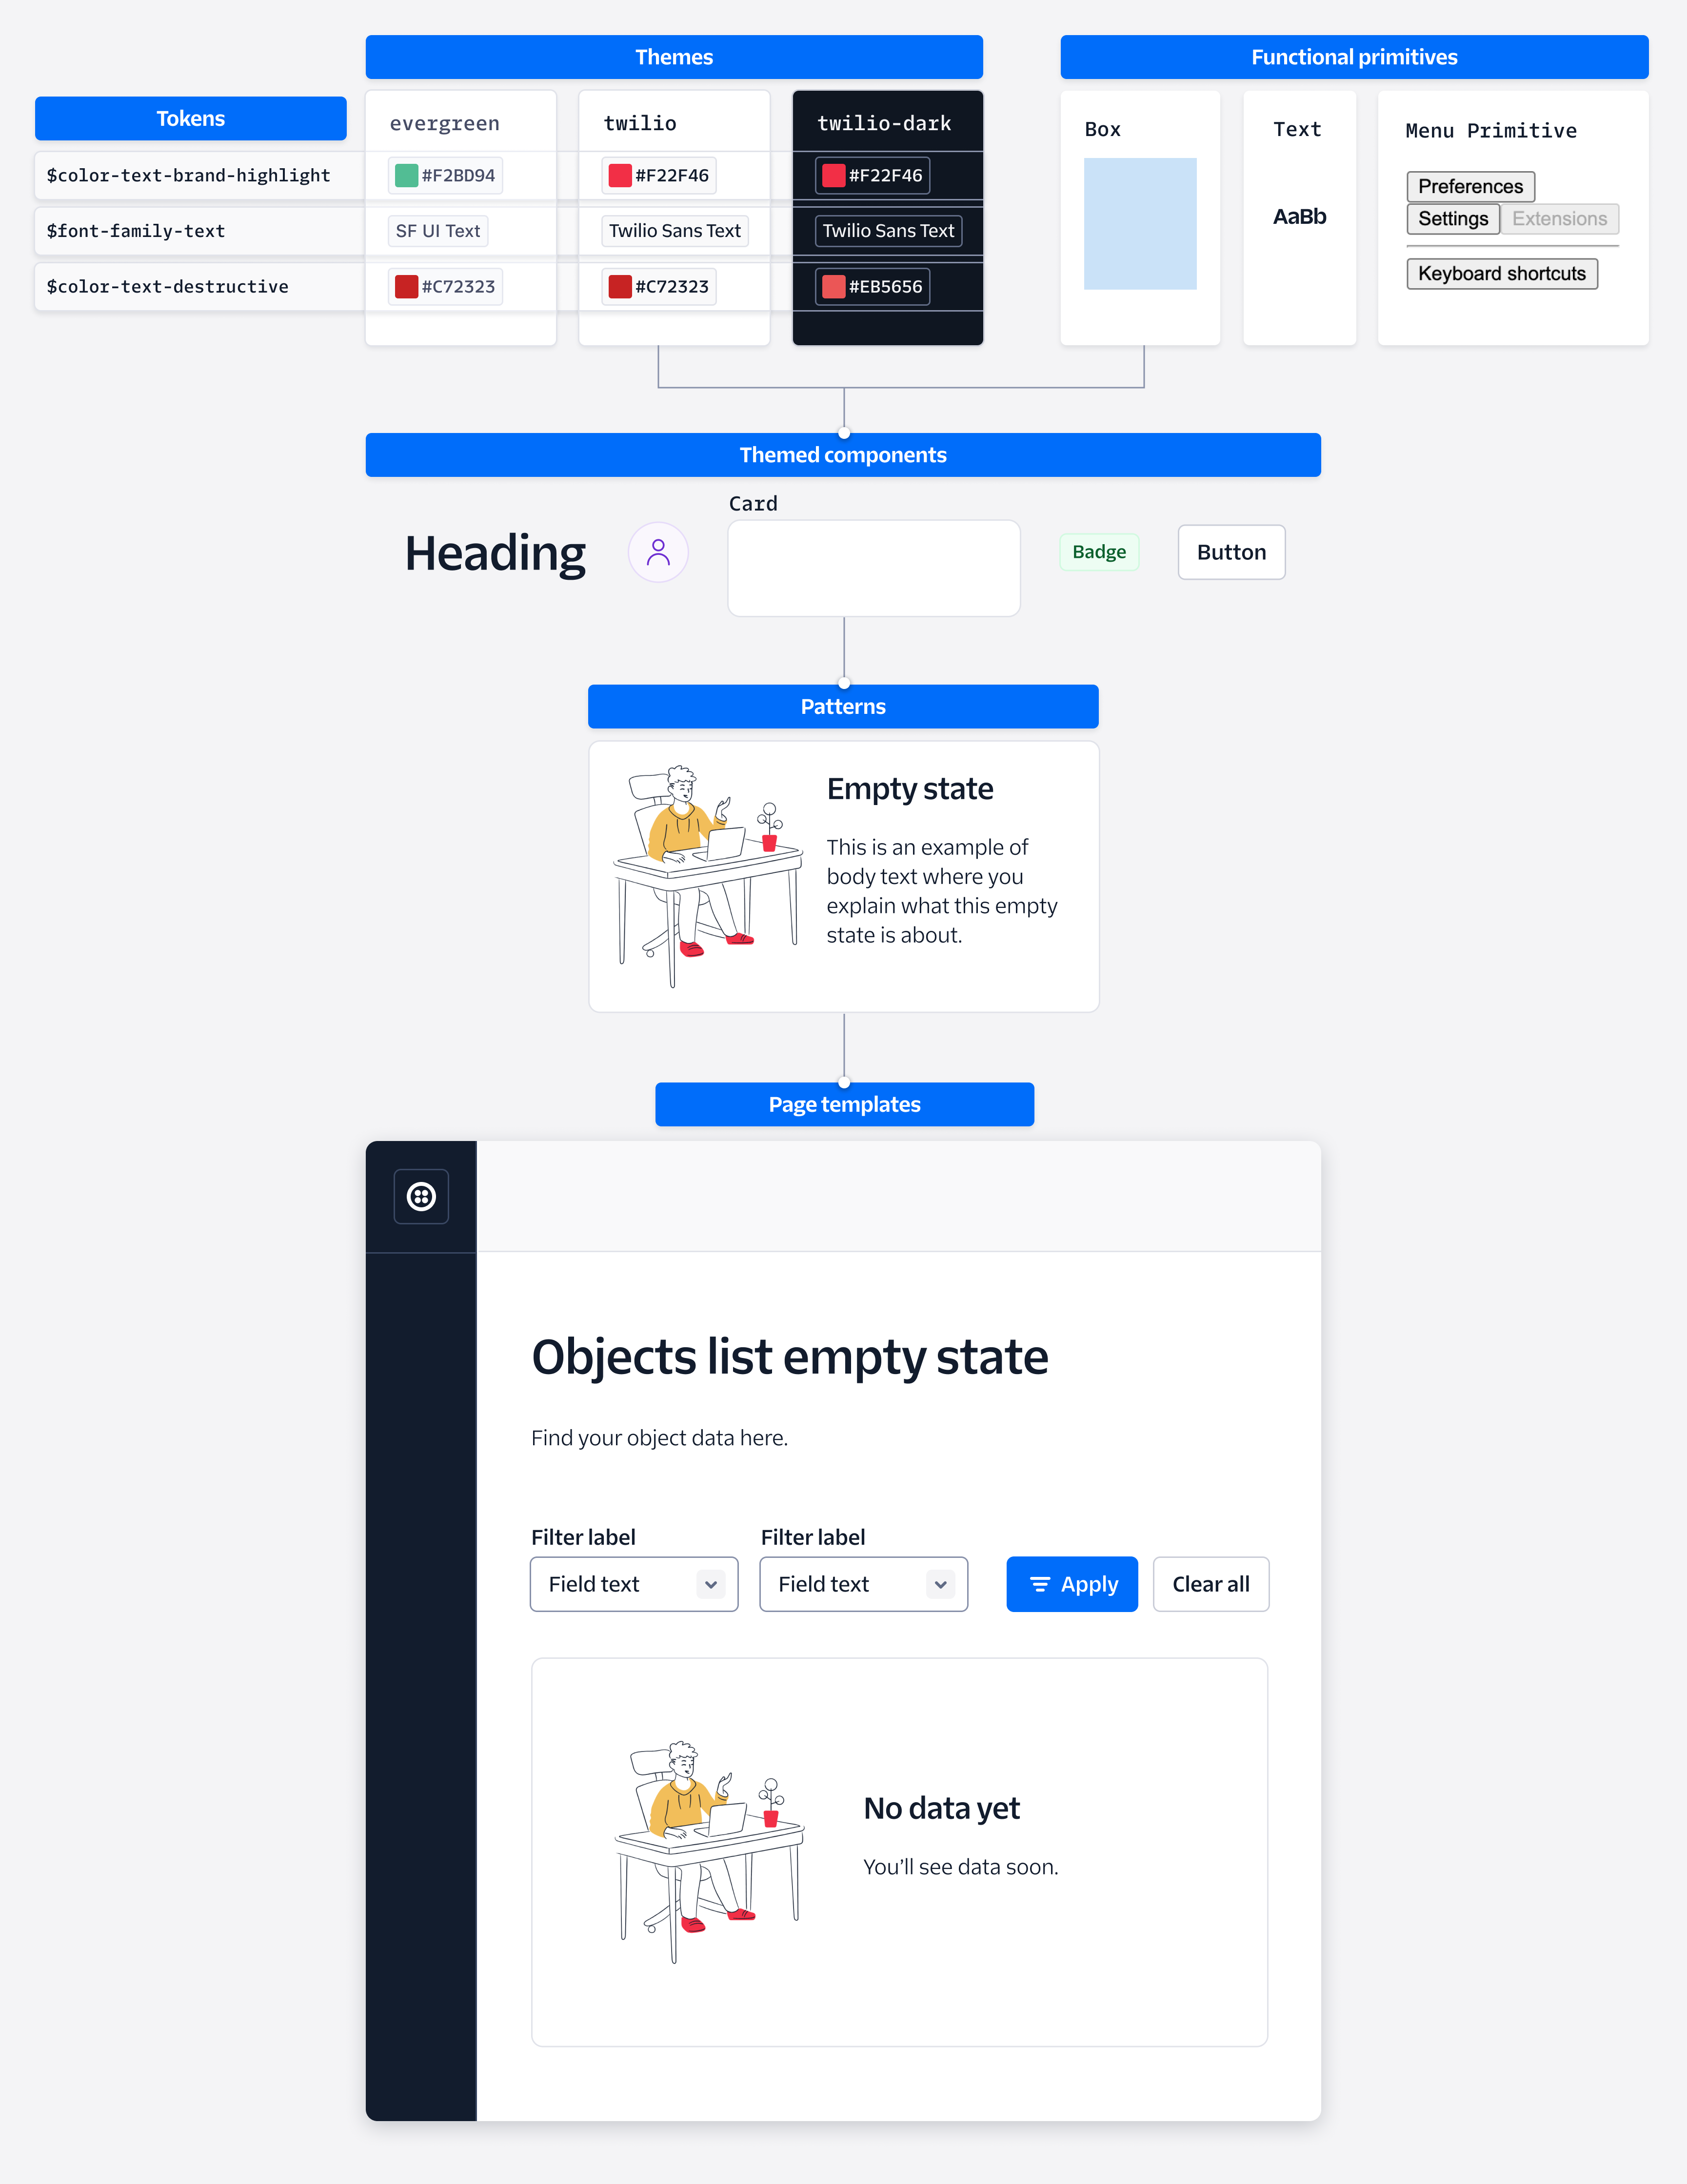 Themes
Functional primitives
Tokens
evergreen
twilio
twilio-dark
Box
Text
Menu Primitive
$color-text-brand-highlight
#F2BD94
#F22F46
#F22F46
Preferences
$font-family-text
SF UI Text
Twilio Sans Text
Twilio Sans Text
AaBb
Settings
Extensions
$color-text-destructive
#C72323
#C72323
#EB5656
Keyboard shortcuts
Themed components
Card
Heading
Badge
Button
Patterns
Empty state
This is an example of
body text where you
explain what this empty
state is about.
Page templates
Objects list empty state
Find your object data here.
Filter label
Filter label
Field text
Field text
Apply
Clear all
No data yet
You’ll see data soon.